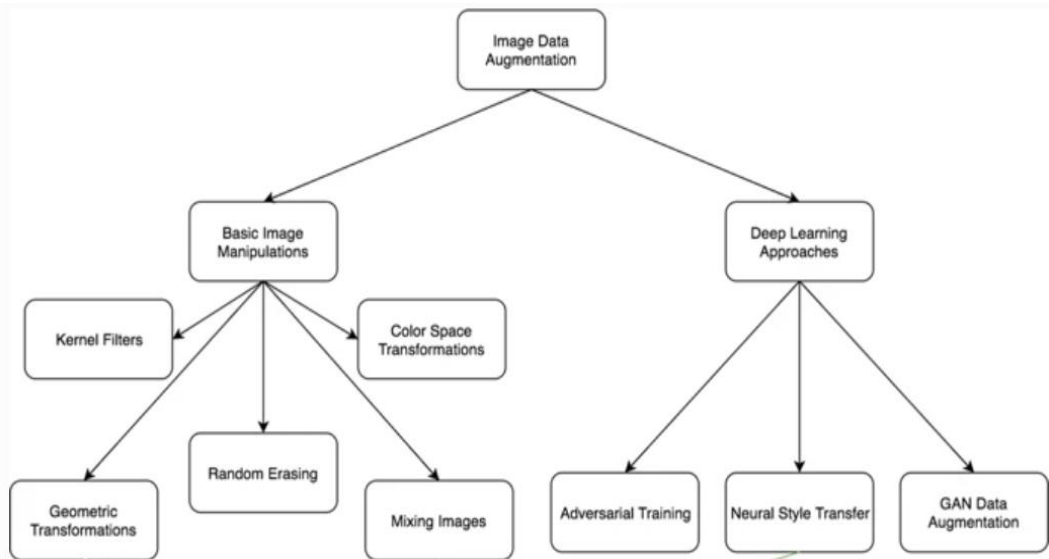 Image Data
Augmentation
Basic Image
Manipulations
Deep Learning
Approaches
Kernel Filters
Color Space
Transformations
Random Erasing
Geometric
Transformations
Mixing Images
Adversarial Training
Neural Style Transfer
GAN Data
Augmentation